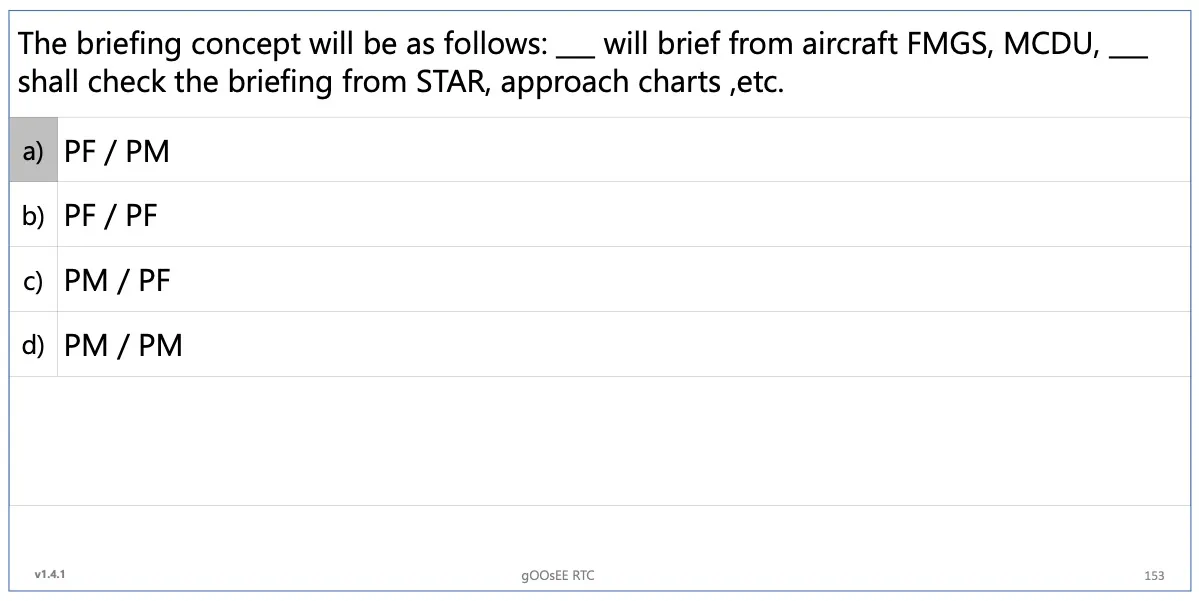 The briefing concept will be as follows: ___ will brief from aircraft FMGS, MCDU, ___
shall check the briefing from STAR, approach charts ,etc.
a) PF / PM
b) PF / PF
c) PM / PF
d) PM / PM
v1.4.1 gOOsEE RTC 153